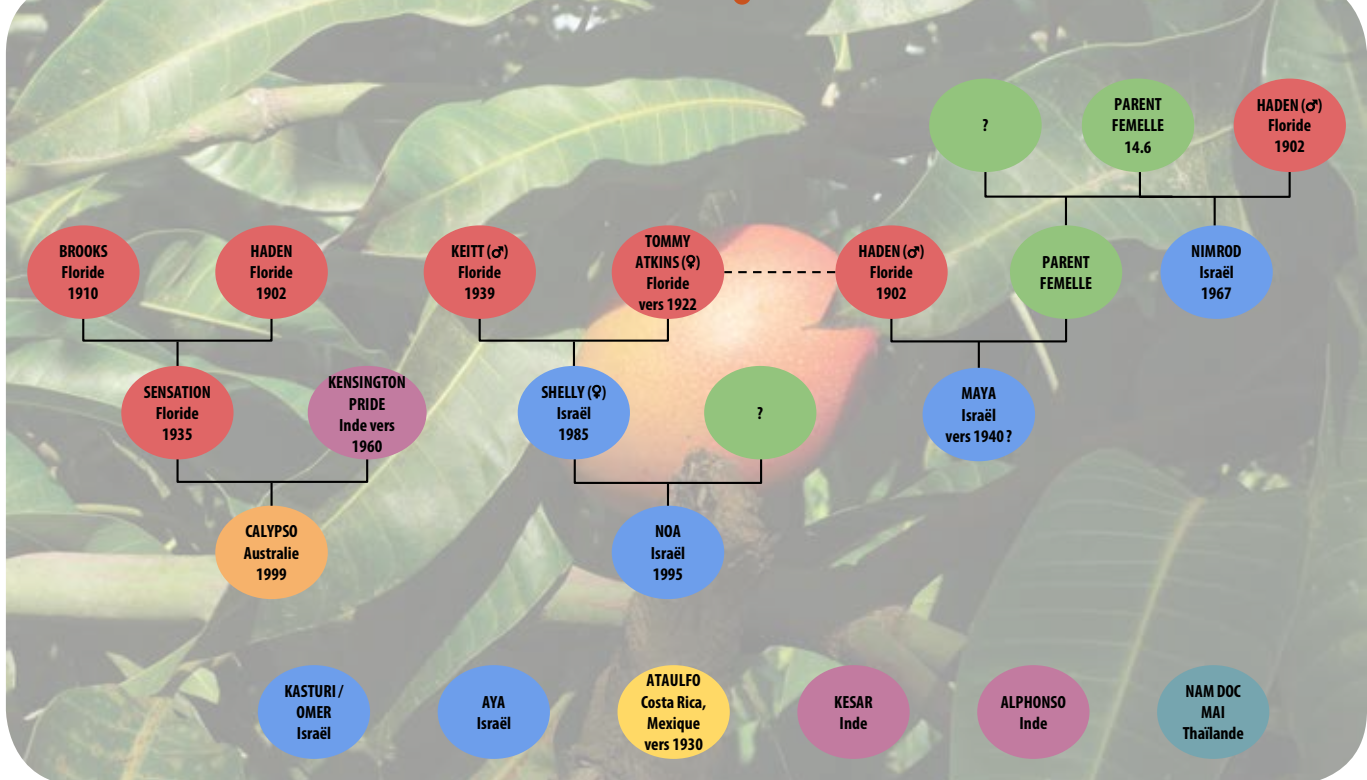 ?
PARENT
FEMELLE
14.6
HADEN (♂)
Floride
1902
BROOKS
Floride
1910
HADEN
Floride
1902
KEITT (♂)
Floride
1939
TOMMY
ATKINS (♀)
Floride
vers 1922
HADEN (♂)
Floride
1902
PARENT
FEMELLE
NIMROD
Israël
1967
SENSATION
Floride
1935
KENSINGTON
PRIDE
Inde vers
1960
SHELLY (♀)
Israël
1985
?
MAYA
Israël
vers 1940 ?
CALYPSO
Australie
1999
NOA
Israël
1995
KASTURI /
OMER
Israël
AYA
Israël
ATAULFO
Costa Rica,
Mexique
vers 1930
KESAR
Inde
ALPHONSO
Inde
NAM DOC
MAI
Thaïlande